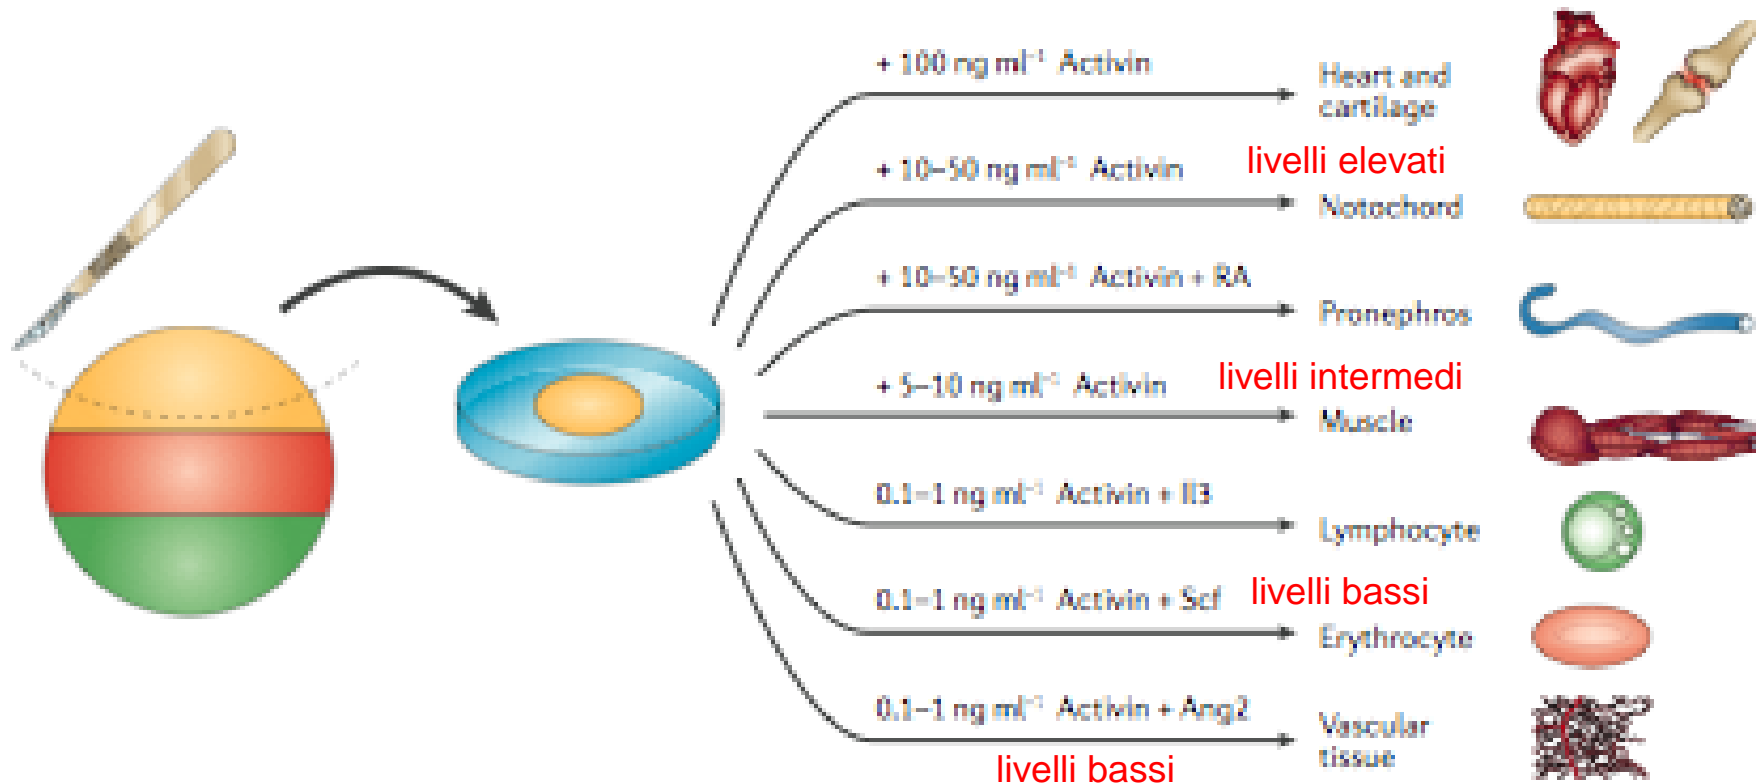 + 100 ng ml⁻¹ Activin
Heart and
cartilage
livelli elevati
+ 10–50 ng ml⁻¹ Activin
Notochord
+ 10–50 ng ml⁻¹ Activin + RA
Pronephros
livelli intermedi
+ 5–10 ng ml⁻¹ Activin
Muscle
0.1–1 ng ml⁻¹ Activin + Il3
Lymphocyte
0.1–1 ng ml⁻¹ Activin + Scf
livelli bassi
Erythrocyte
0.1–1 ng ml⁻¹ Activin + Ang2
Vascular
tissue
livelli bassi